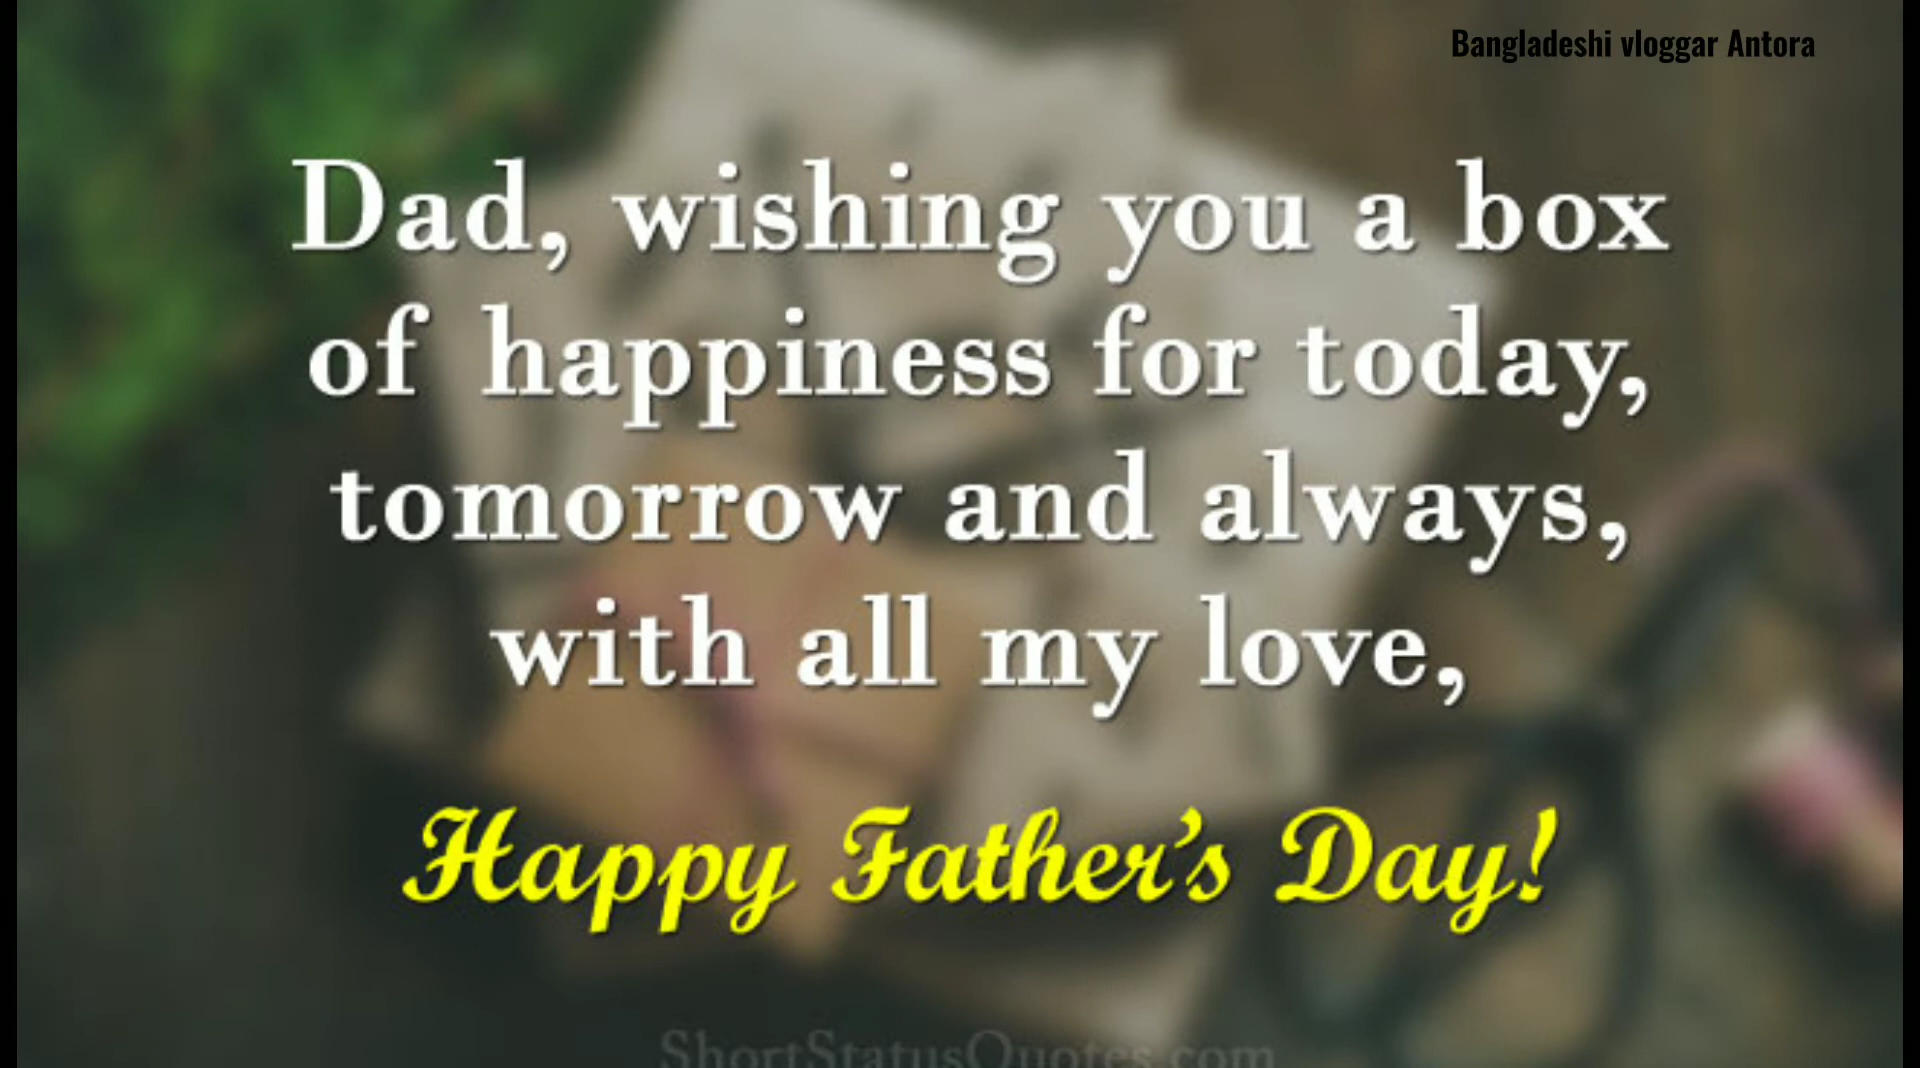 Bangladeshi vloggar Antora
Dad, wishing you a box
of happiness for today,
tomorrow and always,
with all my love,
Happy Father's Day!
ShortStatusQuotes.com